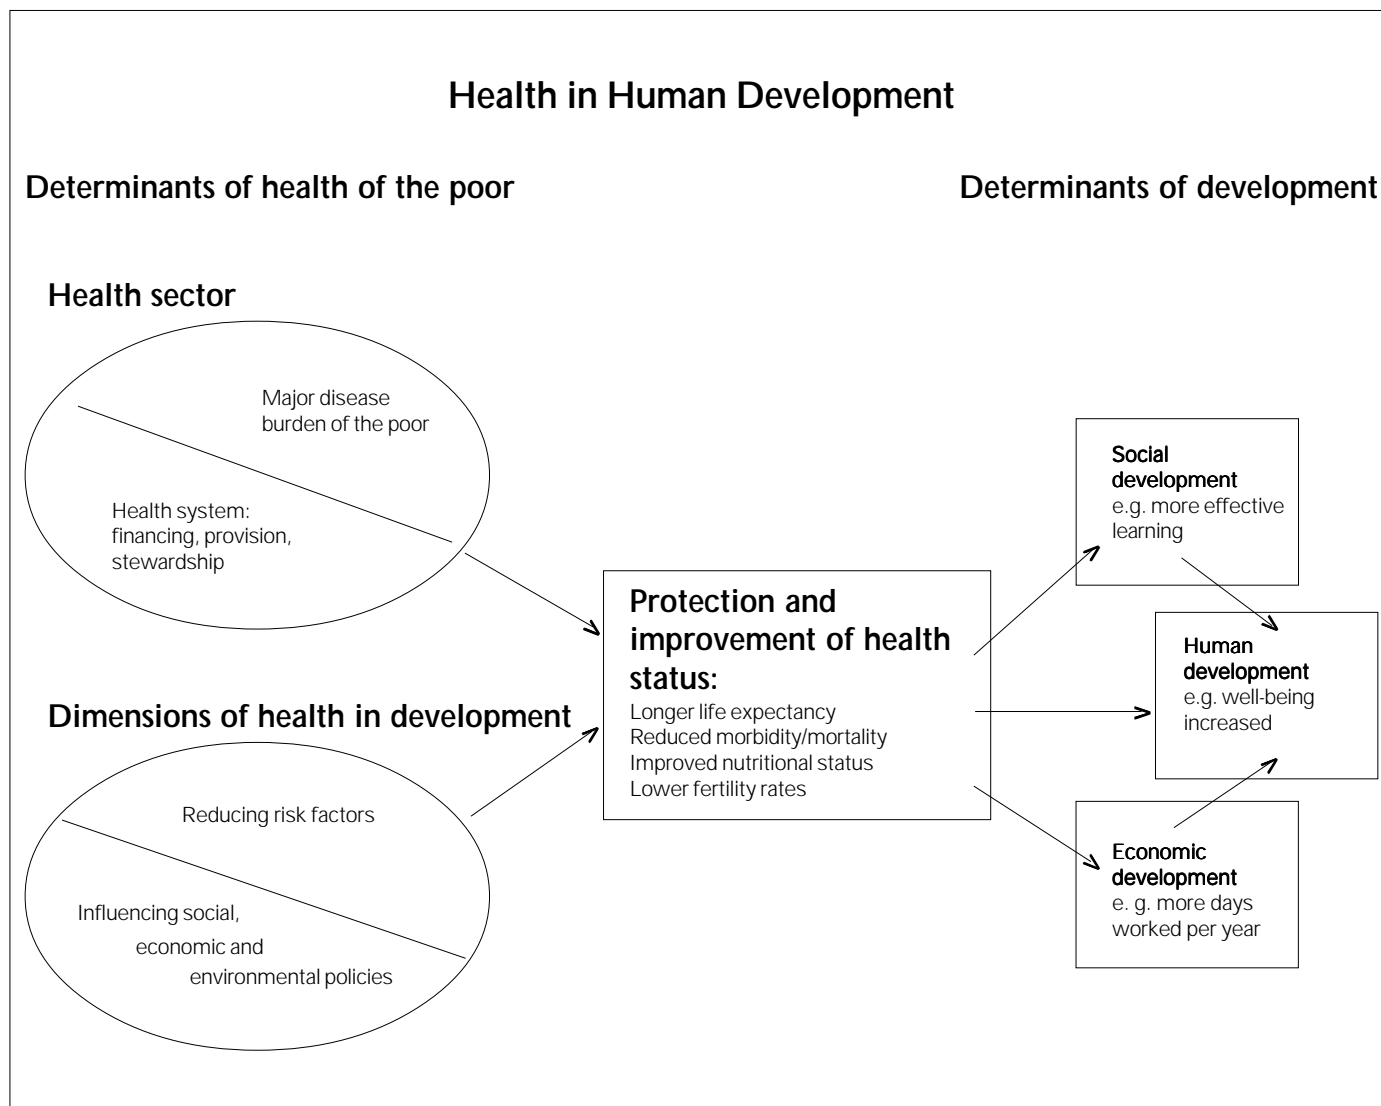 Health in Human Development
Determinants of health of the poor
Determinants of development
Health sector
Major disease
burden of the poor
Health system:
financing, provision,
stewardship
Dimensions of health in development
Reducing risk factors
Influencing social,
economic and
environmental policies
Protection and
improvement of health
status:
Longer life expectancy
Reduced morbidity/mortality
Improved nutritional status
Lower fertility rates
Social
development
e.g. more effective
learning
Human
development
e.g. well-being
increased
Economic
development
e. g. more days
worked per year